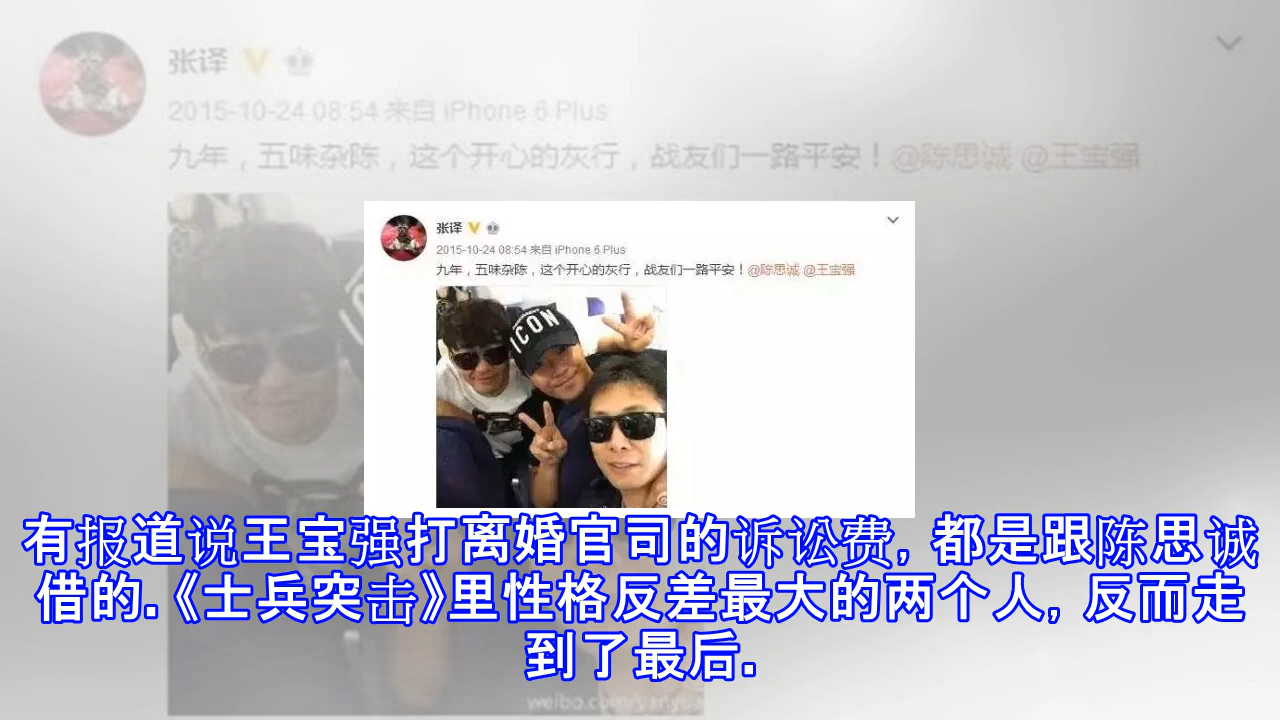 张译
2015-10-24 08:54 来自 iPhone 6 Plus
九年，五味杂陈，这个开心的灰行，战友们一路平安！@陈思诚 @王宝强
张译
2015-10-24 08:54 来自 iPhone 6 Plus
九年，五味杂陈，这个开心的灰行，战友们一路平安！@陈思诚 @王宝强
ICON
有报道说王宝强打离婚官司的诉讼费, 都是跟陈思诚
借的.《士兵突击》里性格反差最大的两个人, 反而走
到了最后.